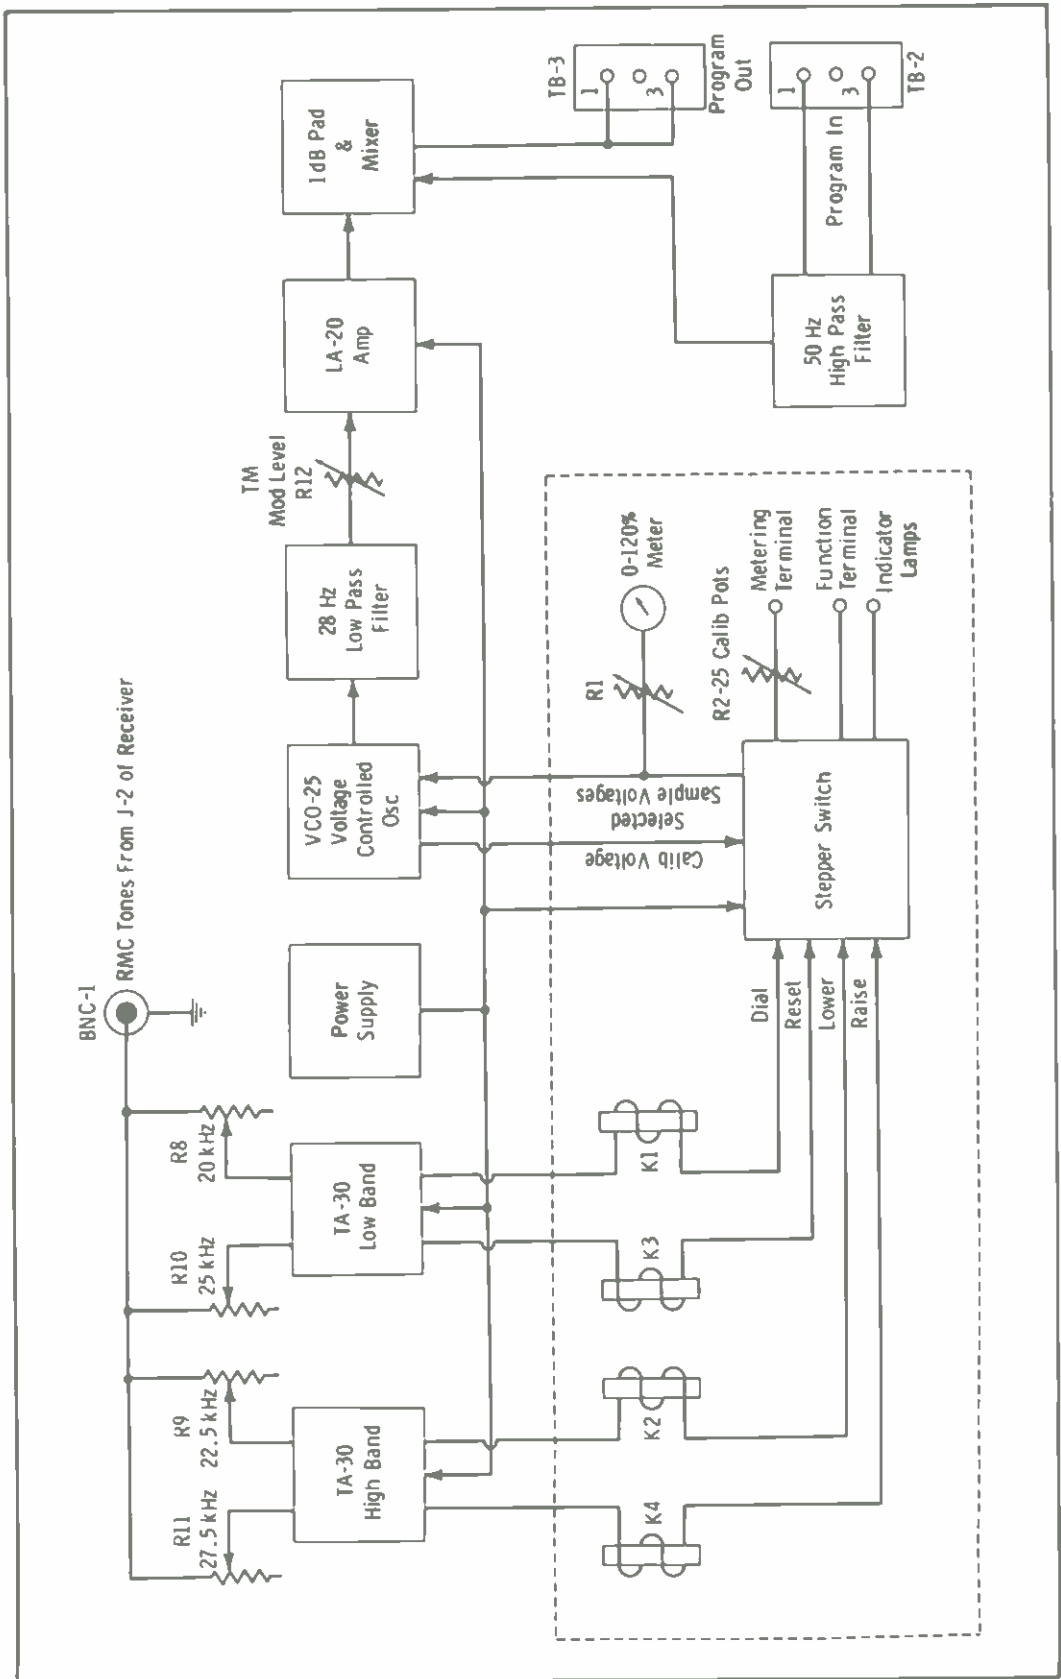 BNC-1
RMC Tones From J-2 of Receiver
R11
27.5 kHz
R9
22.5 kHz
R10
25 kHz
R8
20 kHz
TA-30
High Band
TA-30
Low Band
Power
Supply
VCO-25
Voltage
Controlled
Osc
28 Hz
Low Pass
Filter
TM
Mod Level
R12
LA-20
Amp
1dB Pad
&
Mixer
TB-3
1
3
Program
Out
K4
K2
K3
K1
Dial
Reset
Lower
Raise
Calib Voltage
Selected
Sample Voltages
Stepper Switch
R1
0-120%
Meter
R2-25 Calib Pots
Metering
Terminal
Function
Terminal
Indicator
Lamps
50 Hz
High Pass
Filter
Program In
1
3
TB-2